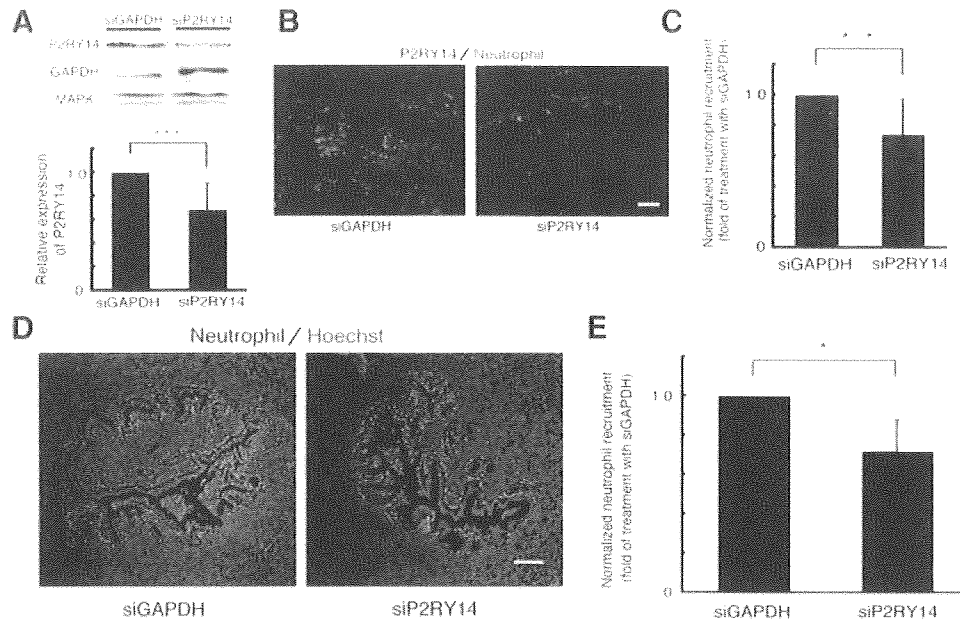 A
siGAPDH siP2RY14
P2RY14
GAPDH
MAPK
* * *
Relative expression
of P2RY14
1 0
0
siGAPDH siP2RY14
B
P2RY14 / Neutrophil
siGAPDH siP2RY14
C
Normalized neutrophil recruitment
(fold of treatment with siGAPDH)
* *
1 0
0
siGAPDH siP2RY14
D
Neutrophil / Hoechst
siGAPDH siP2RY14
E
Normalized neutrophil recruitment
(fold of treatment with siGAPDH)
*
1 0
0
siGAPDH siP2RY14